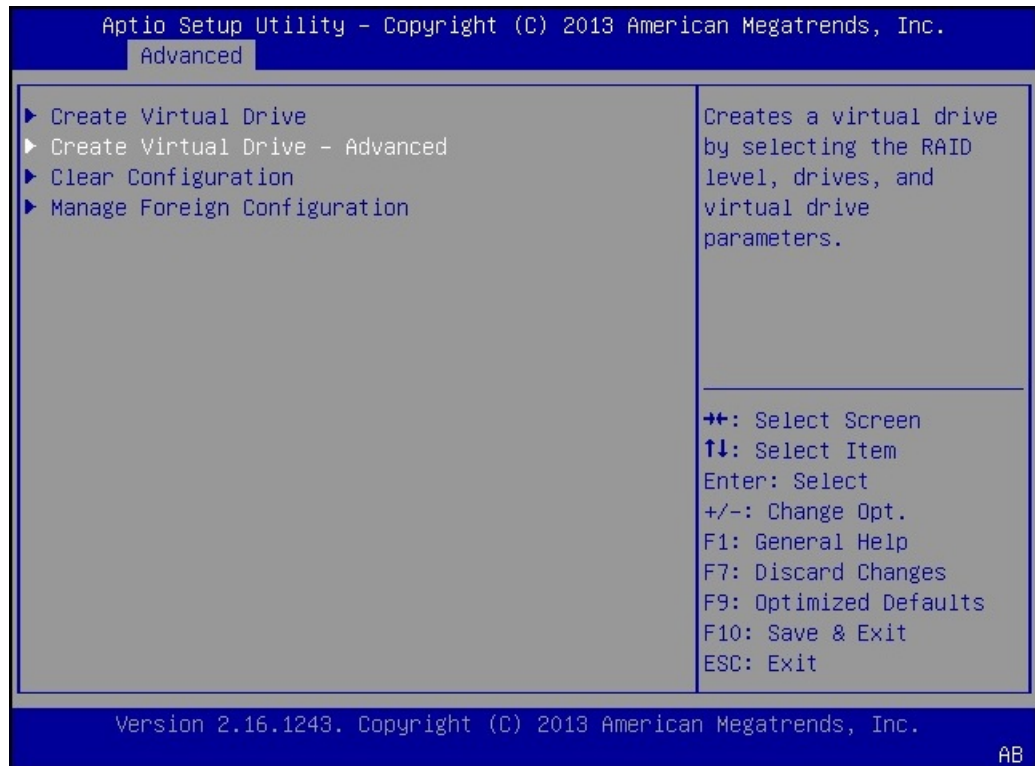 Aptio Setup Utility – Copyright (C) 2013 American Megatrends, Inc.
Advanced
Create Virtual Drive
Create Virtual Drive – Advanced
Clear Configuration
Manage Foreign Configuration
Creates a virtual drive
by selecting the RAID
level, drives, and
virtual drive
parameters.
→←: Select Screen
↑↓: Select Item
Enter: Select
+/-: Change Opt.
F1: General Help
F7: Discard Changes
F9: Optimized Defaults
F10: Save & Exit
ESC: Exit
Version 2.16.1243. Copyright (C) 2013 American Megatrends, Inc.
AB